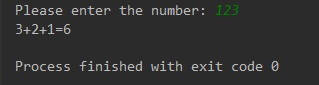 Please enter the number: 123
3+2+1=6
Process finished with exit code 0